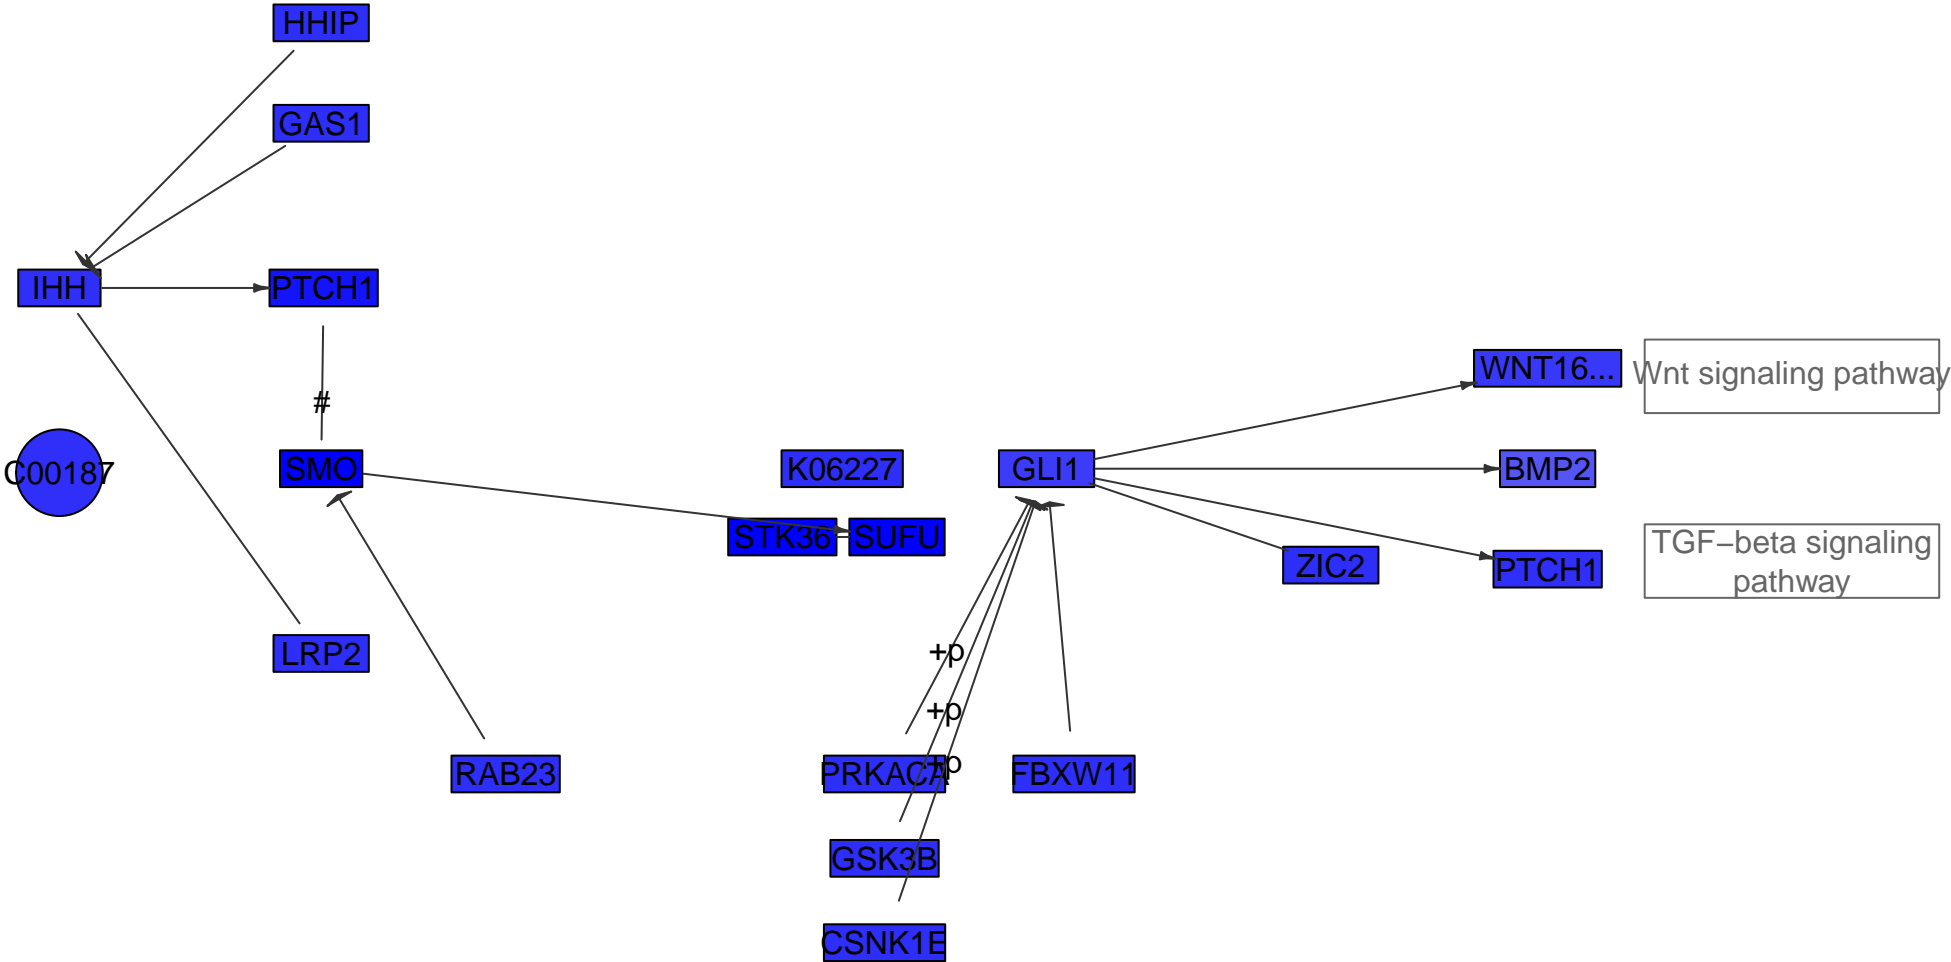 HHIP
GAS1
IHH
PTCH1
WNT16...
Wnt signaling pathway
#
C00187
SMO
K06227
GLI1
BMP2
STK36
SUFU
ZIC2
PTCH1
TGF−beta signaling
pathway
LRP2
+p
+p
+p
RAB23
PRKACA
FBXW11
GSK3B
CSNK1E